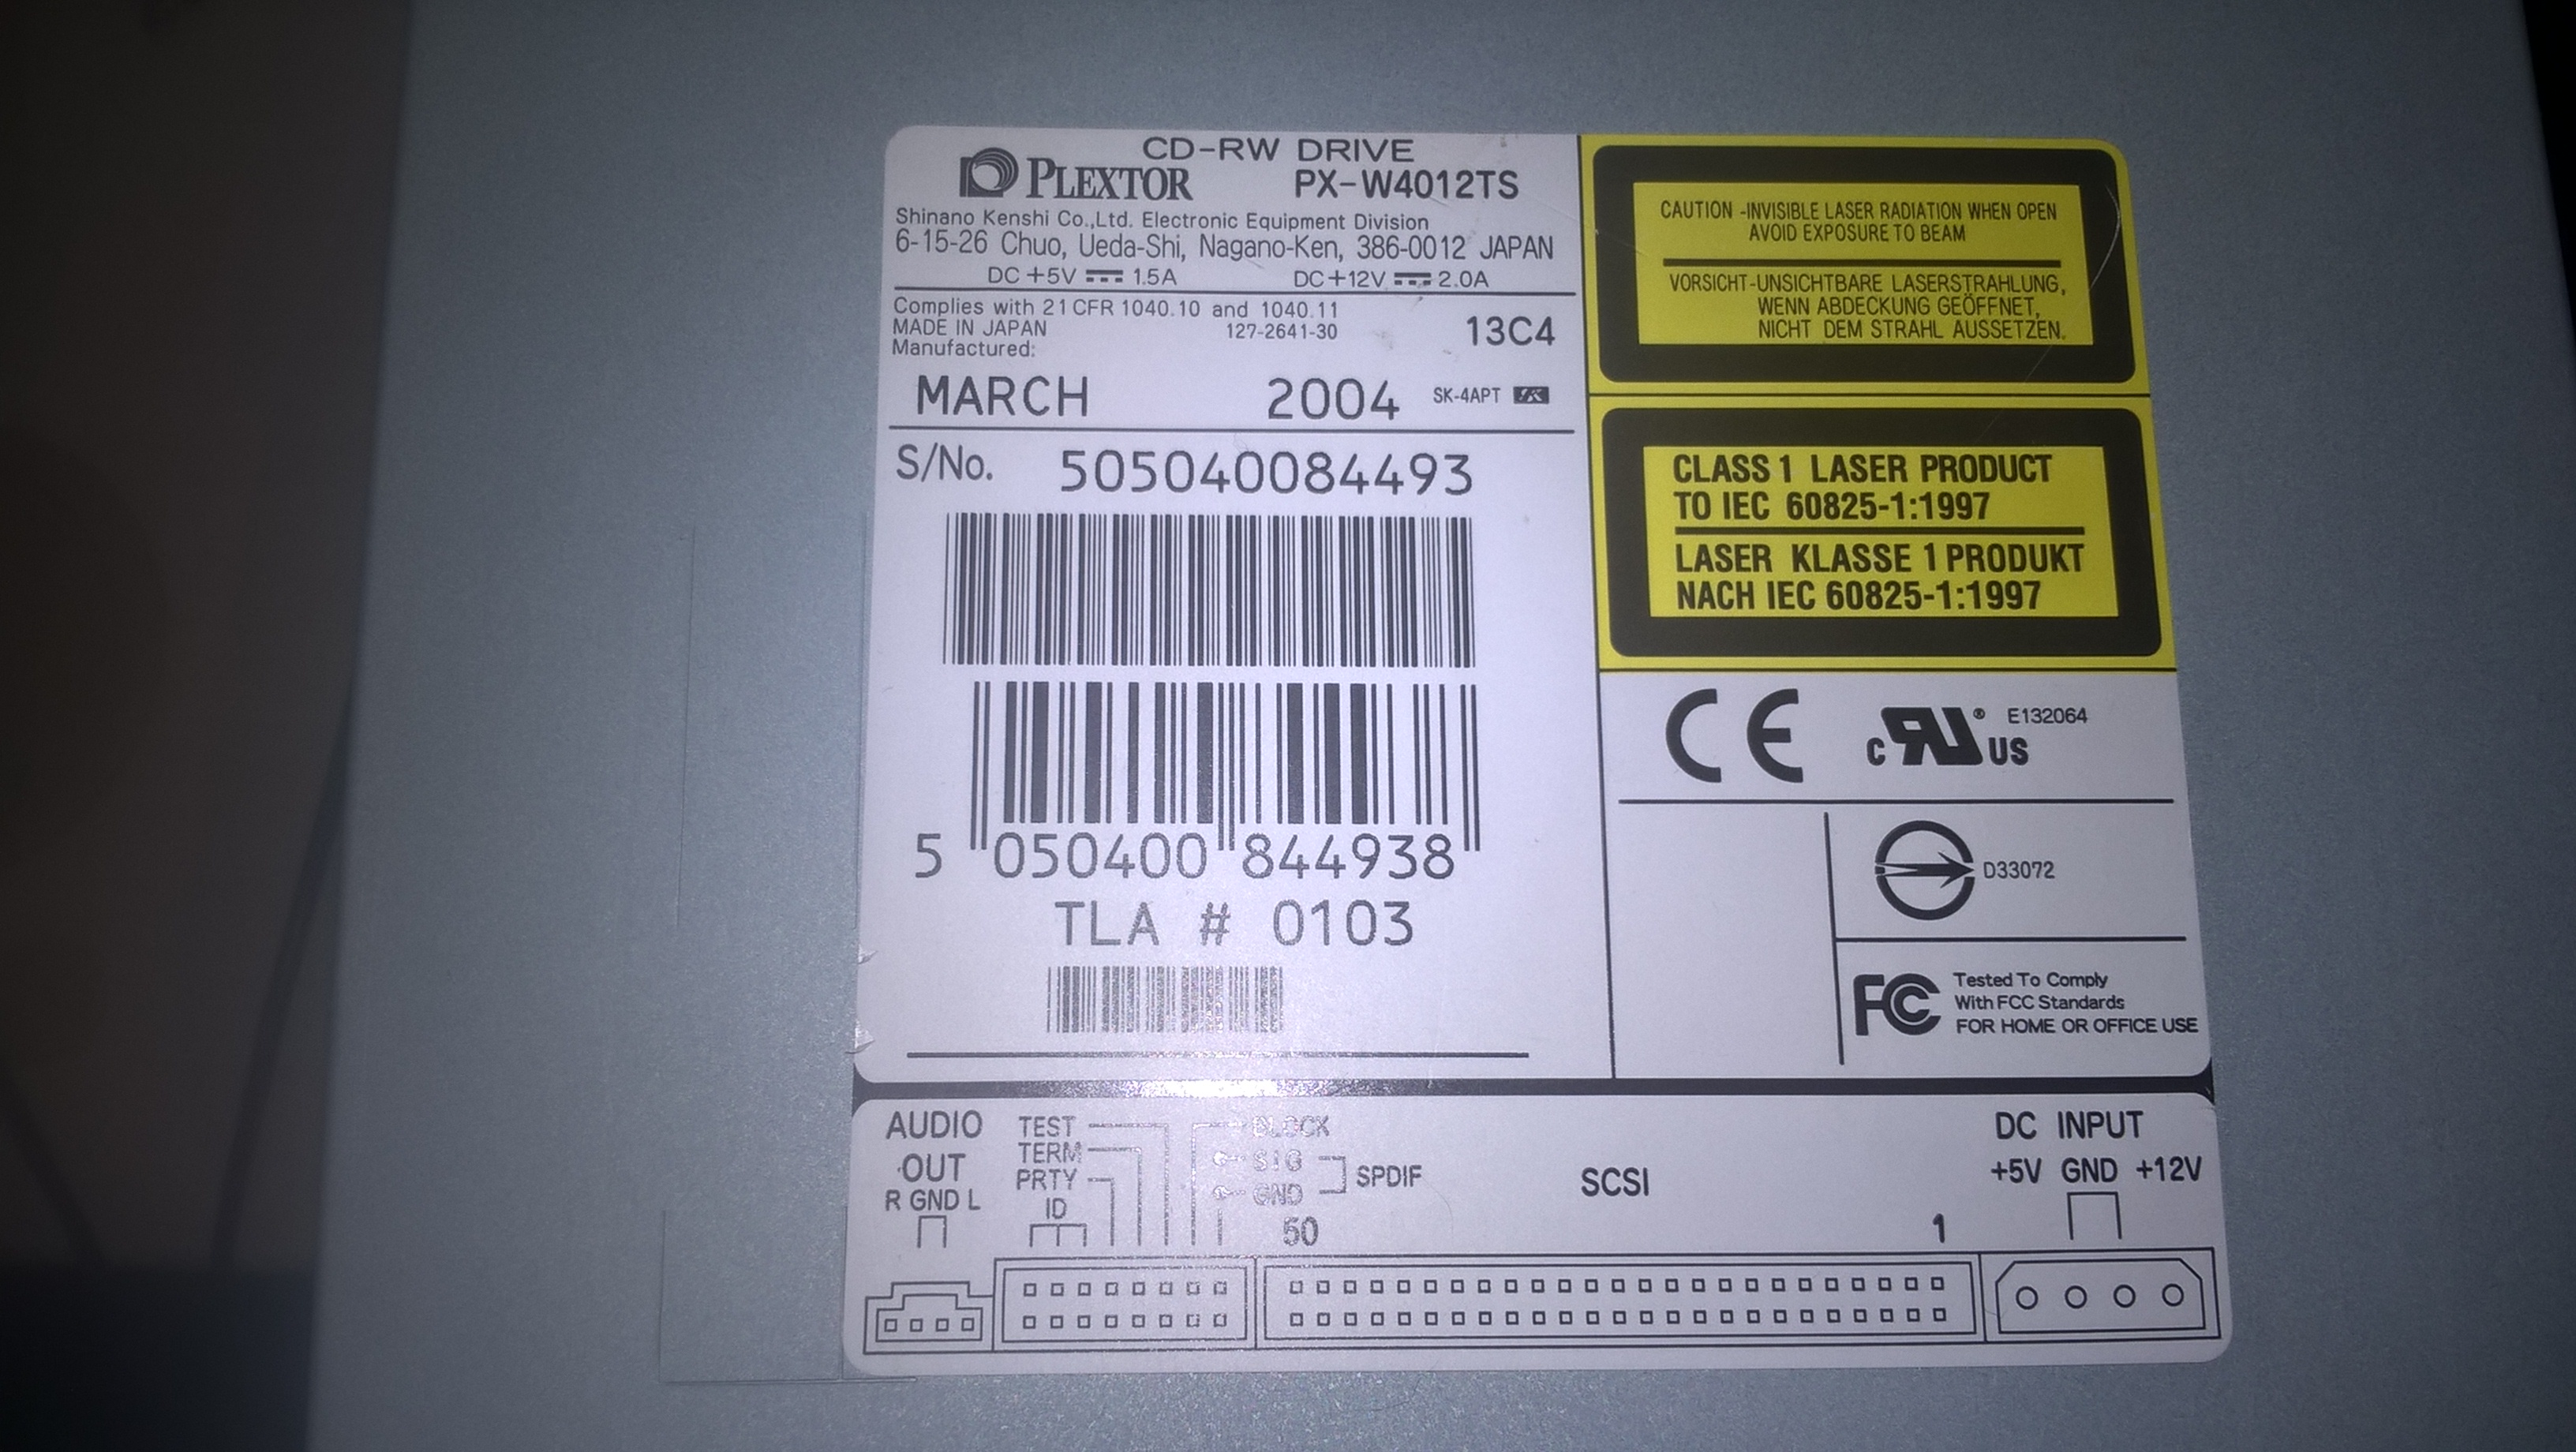 CD-RW DRIVE
PLEXTOR PX-W4012TS
Shinano Kenshi Co.,Ltd. Electronic Equipment Division
6-15-26 Chuo, Ueda-Shi, Nagano-Ken, 386-0012 JAPAN
DC +5V 1.5A DC +12V 2.0A
Complies with 21 CFR 1040.10 and 1040.11
MADE IN JAPAN 127-2641-30 13C4
Manufactured:
MARCH 2004 SK-4APT
S/No. 505040084493
5 050400 844938
TLA # 0103
CAUTION -INVISIBLE LASER RADIATION WHEN OPEN
AVOID EXPOSURE TO BEAM
VORSICHT-UNSICHTBARE LASERSTRAHLUNG,
WENN ABDECKUNG GEÖFFNET,
NICHT DEM STRAHL AUSSETZEN.
CLASS 1 LASER PRODUCT
TO IEC 60825-1:1997
LASER KLASSE 1 PRODUKT
NACH IEC 60825-1:1997
CE c RU ® US E132064
D33072
FC Tested To Comply
With FCC Standards
FOR HOME OR OFFICE USE
AUDIO
OUT
R GND L
TEST
TERM
PRTY
ID
BLOCK
SIG
GND
SPDIF
50
SCSI
1
DC INPUT
+5V GND +12V